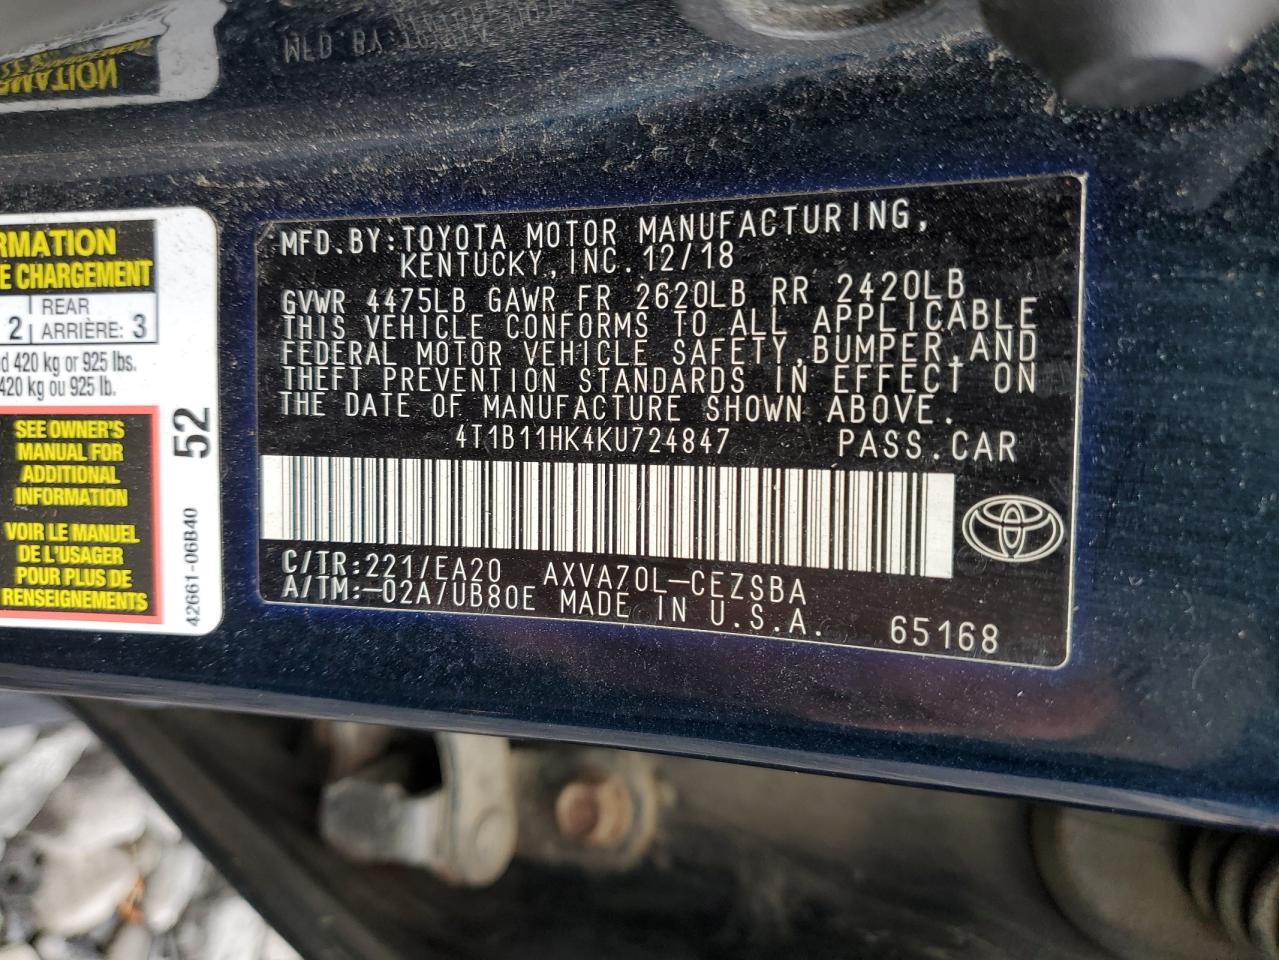 MFD.BY:TOYOTA MOTOR MANUFACTURING,
KENTUCKY,INC.12/18
GVWR 4475LB GAWR FR 2620LB RR 2420LB
THIS VEHICLE CONFORMS TO ALL APPLICABLE
FEDERAL MOTOR VEHICLE SAFETY,BUMPER,AND
THEFT PREVENTION STANDARDS IN EFFECT ON
THE DATE OF MANUFACTURE SHOWN ABOVE.
4T1B11HK4KU724847 PASS.CAR
C/TR:221/EA20 AXVA70L-CEZSBA
A/TM:-02A/UB80E MADE IN U.S.A. 65168
RMATION
E CHARGEMENT
2 REAR
ARRIÈRE: 3
d 420 kg or 925 lbs.
420 kg ou 925 lb.
SEE OWNER'S
MANUAL FOR
ADDITIONAL
INFORMATION
VOIR LE MANUEL
DE L'USAGER
POUR PLUS DE
RENSEIGNEMENTS
52
42661-06B40